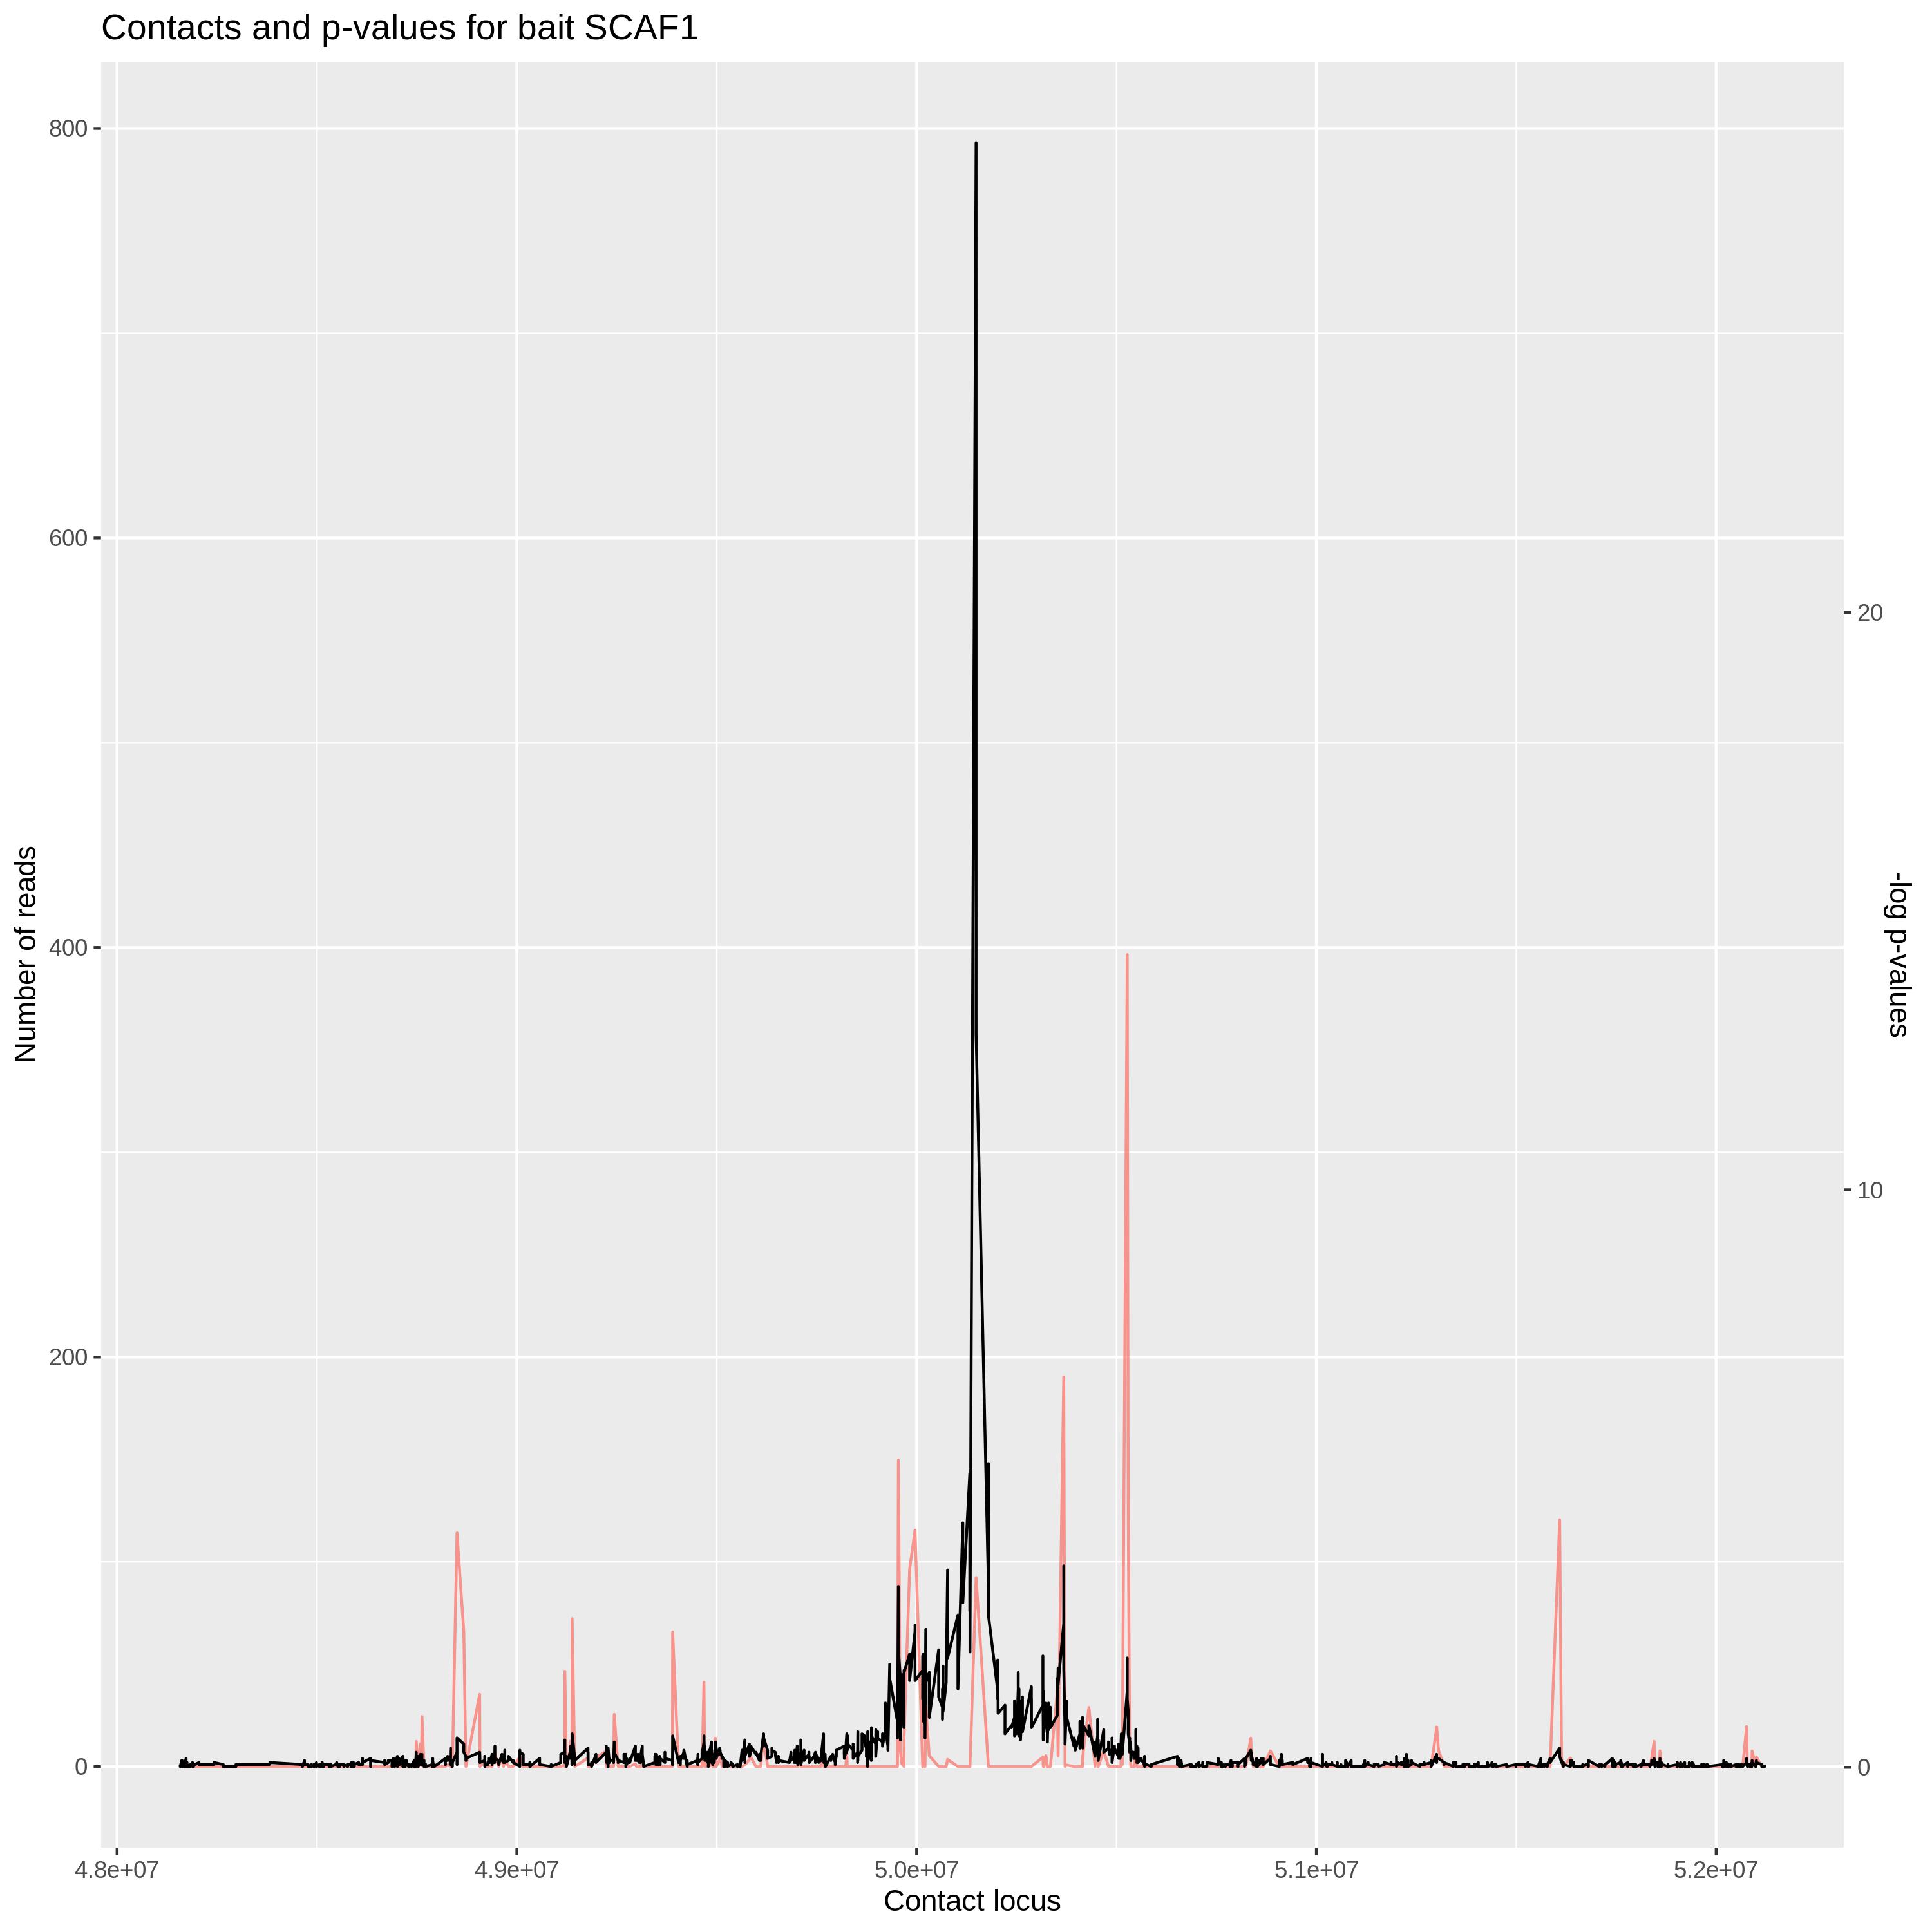 Contacts and p-values for bait SCAF1
800
600
400
200
0
Number of reads
20
10
0
-log p-values
4.8e+07 4.9e+07 5.0e+07 5.1e+07 5.2e+07
Contact locus